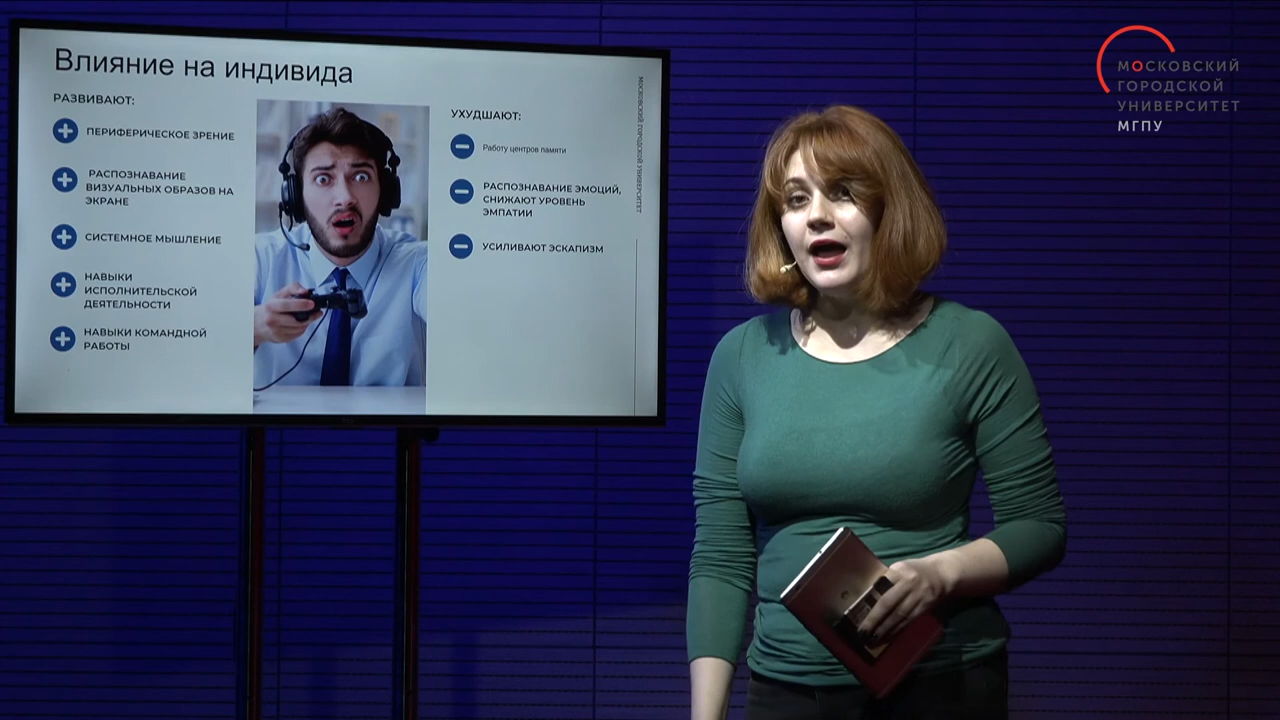 Влияние на индивида
РАЗВИВАЮТ:
ПЕРИФЕРИЧЕСКОЕ ЗРЕНИЕ
РАСПОЗНАВАНИЕ
ВИЗУАЛЬНЫХ ОБРАЗОВ НА
ЭКРАНЕ
СИСТЕМНОЕ МЫШЛЕНИЕ
НАВЫКИ
ИСПОЛНИТЕЛЬСКОЙ
ДЕЯТЕЛЬНОСТИ
НАВЫКИ КОМАНДНОЙ
РАБОТЫ
УХУДШАЮТ:
Работу центров памяти
РАСПОЗНАВАНИЕ ЭМОЦИЙ,
СНИЖАЮТ УРОВЕНЬ
ЭМПАТИИ
УСИЛИВАЮТ ЭСКАПИЗМ
МОСКОВСКИЙ ГОРОДСКОЙ УНИВЕРСИТЕТ
МОСКОВСКИЙ
ГОРОДСКОЙ
УНИВЕРСИТЕТ
МГПУ